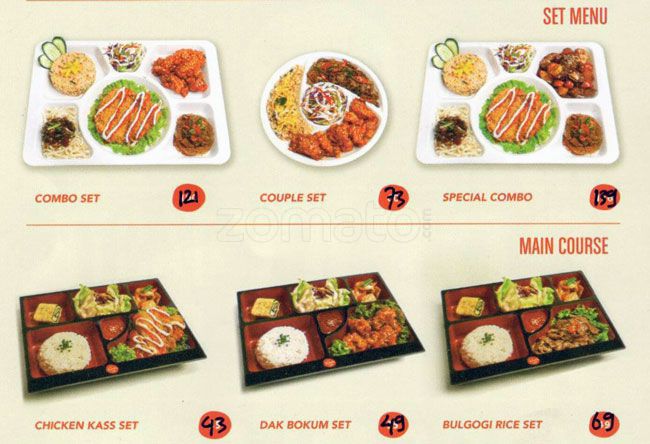 SET MENU
COMBO SET 121
COUPLE SET 73
SPECIAL COMBO 139
zomato.com
MAIN COURSE
CHICKEN KASS SET 43
DAK BOKUM SET 49
BULGOGI RICE SET 69